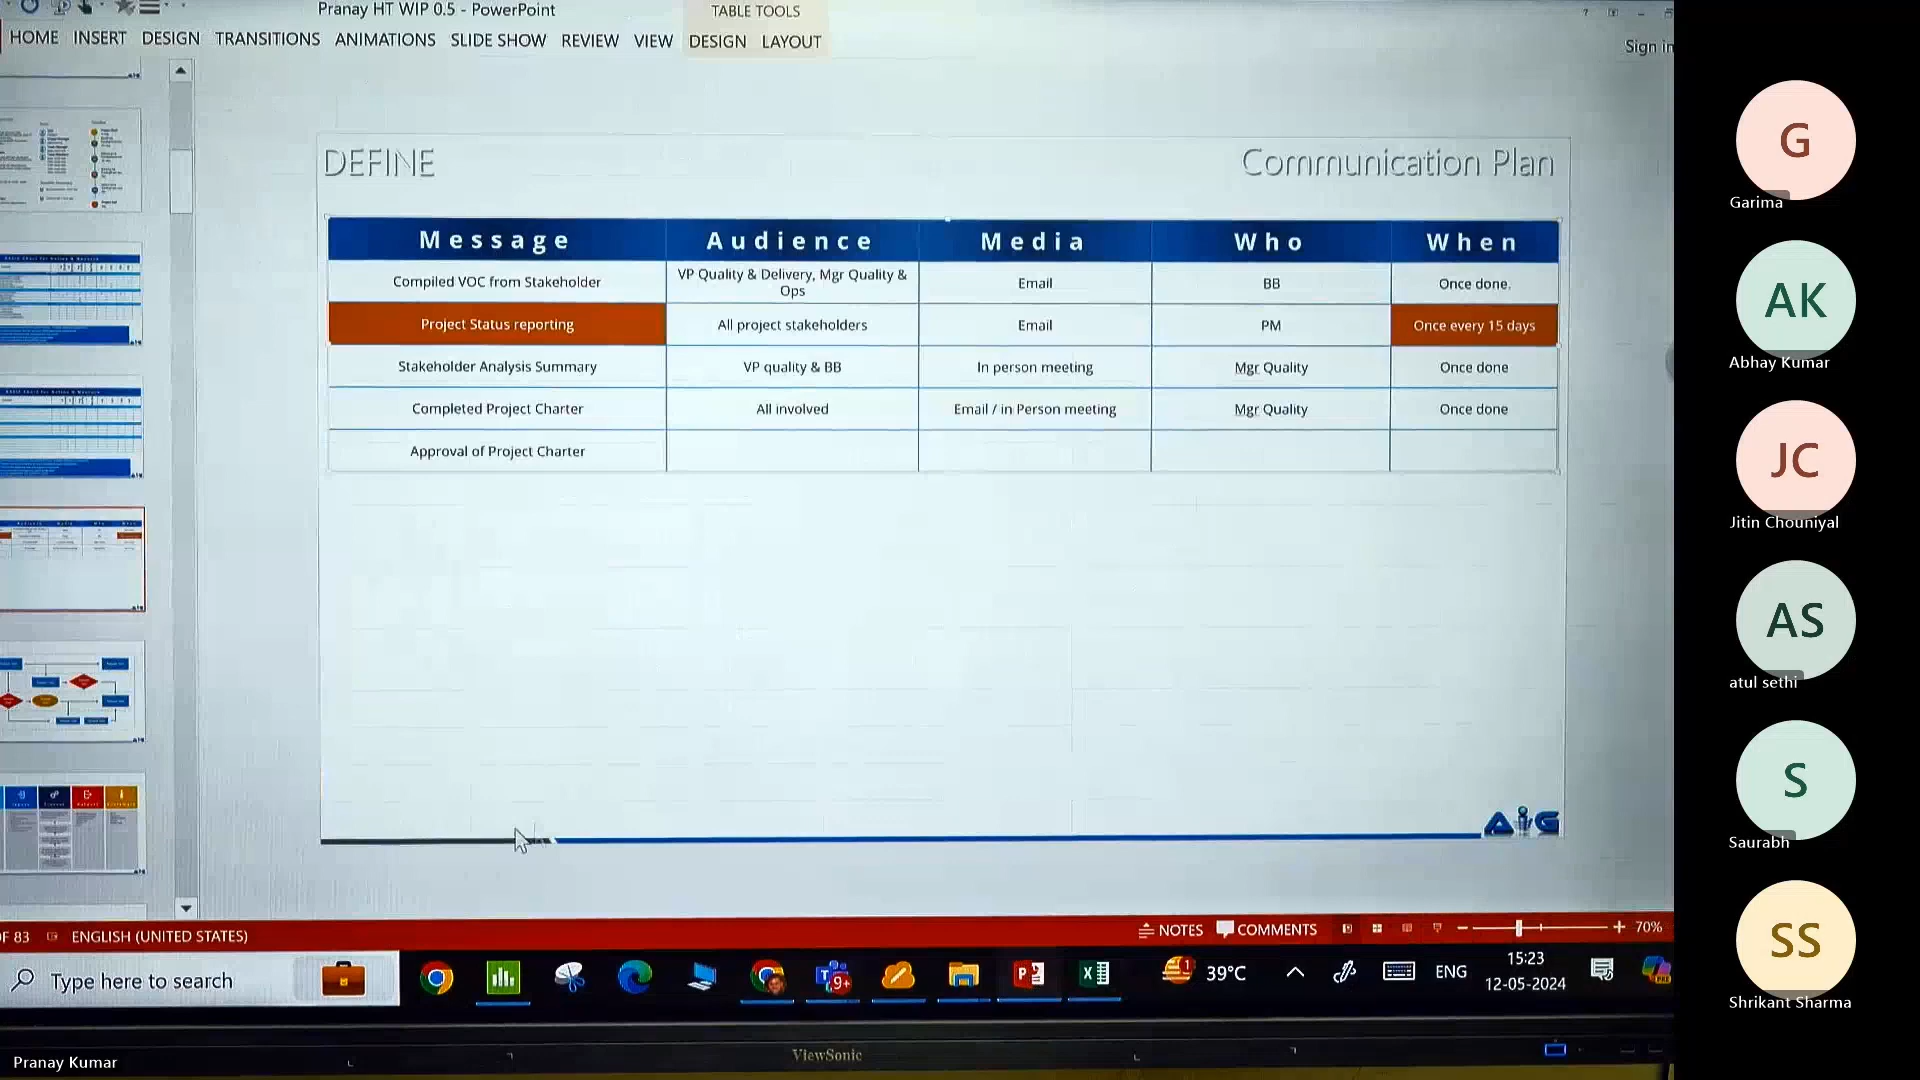 Pranay HT WIP 0.5 - PowerPoint
TABLE TOOLS
HOME INSERT DESIGN TRANSITIONS ANIMATIONS SLIDE SHOW REVIEW VIEW DESIGN LAYOUT
Sign in
DEFINE
Communication Plan
Message Audience Media Who When
Compiled VOC from Stakeholder
VP Quality & Delivery, Mgr Quality &
Ops
Email
BB
Once done.
Project Status reporting
All project stakeholders
Email
PM
Once every 15 days
Stakeholder Analysis Summary
VP quality & BB
In person meeting
Mgr Quality
Once done
Completed Project Charter
All involved
Email / in Person meeting
Mgr Quality
Once done
Approval of Project Charter
AiG
F 83
ENGLISH (UNITED STATES)
NOTES
COMMENTS
70%
Type here to search
9+
1
39°C
ENG
15:23
12-05-2024
ViewSonic
Pranay Kumar
G
Garima
AK
Abhay Kumar
JC
Jitin Chouniyal
AS
atul sethi
S
Saurabh
SS
Shrikant Sharma